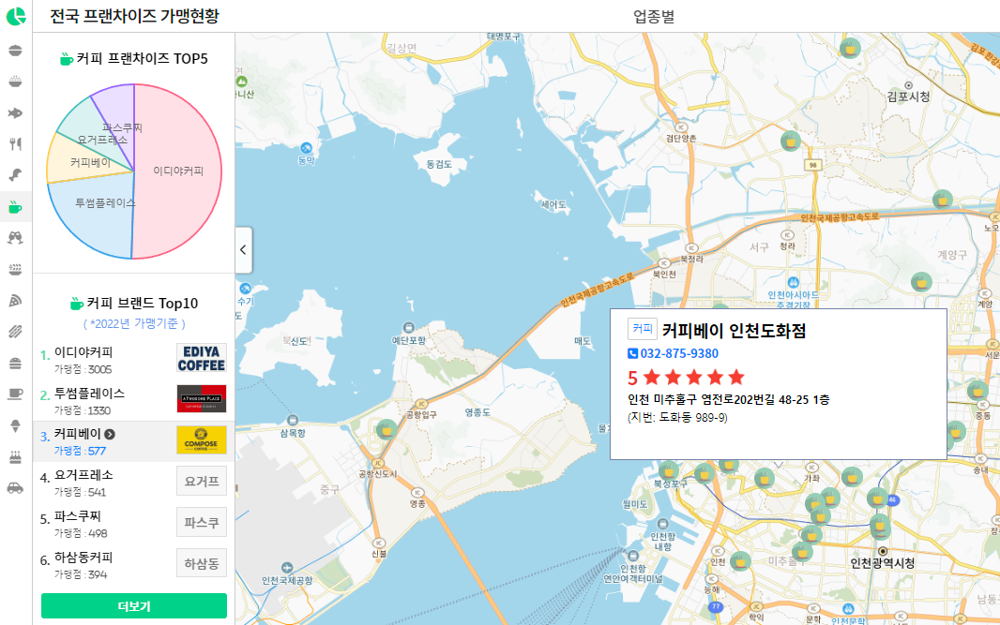 전국 프랜차이즈 가맹현황
업종별
커피 프랜차이즈 TOP5
파스쿠찌
요거프레소
커피베이
이디야커피
투썸플레이스
커피 브랜드 Top10
( *2022년 가맹기준 )
1. 이디야커피
가맹점 : 3005
EDIYA COFFEE
2. 투썸플레이스
가맹점 : 1330
A TWOSOME PLACE
3. 커피베이
가맹점 : 577
COMPOSE
COFFEE
4. 요거프레소
가맹점 : 541
요거프
5. 파스쿠찌
가맹점 : 498
파스쿠
6. 하삼동커피
가맹점 : 394
하삼동
더보기
대명포구
길상면
마니산
동막
동검도
세어도
검단양촌
김포시청
김포한강로
98
인천국제공항고속도로
노오
서구
청라
북청라
계양구
북인천
인천아시아드
주경기장
계양
수기
인천국제공항고속도로
신도
예단포항
매도
서운
영종도
공항입구
삼목항
중동
공항신도시
송내
중구
영종
북성포구
가좌
월미도
46
인천항
내항
신불
인천
미추홀구
인천광역시청
인천국제공항
인천항
연안여객터미널
능해
남동
77
학익
문학
인천문학
커피
커피베이 인천도화점
032-875-9380
5 ★★★★★
인천 미추홀구 염전로202번길 48-25 1층
(지번: 도화동 989-9)